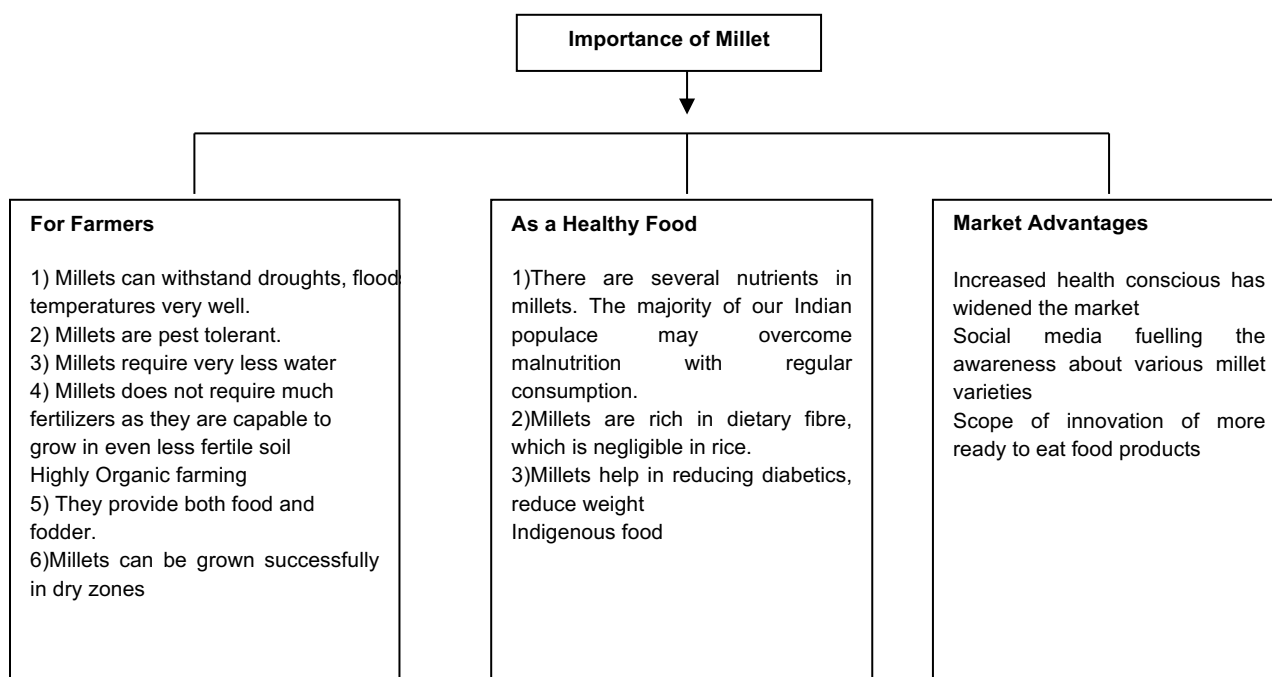 Importance of Millet
For Farmers
1) Millets can withstand droughts, flood
temperatures very well.
2) Millets are pest tolerant.
3) Millets require very less water
4) Millets does not require much
fertilizers as they are capable to
grow in even less fertile soil
Highly Organic farming
5) They provide both food and
fodder.
6)Millets can be grown successfully
in dry zones
As a Healthy Food
1)There are several nutrients in
millets. The majority of our Indian
populace may overcome
malnutrition with regular
consumption.
2)Millets are rich in dietary fibre,
which is negligible in rice.
3)Millets help in reducing diabetics,
reduce weight
Indigenous food
Market Advantages
Increased health conscious has
widened the market
Social media fuelling the
awareness about various millet
varieties
Scope of innovation of more
ready to eat food products